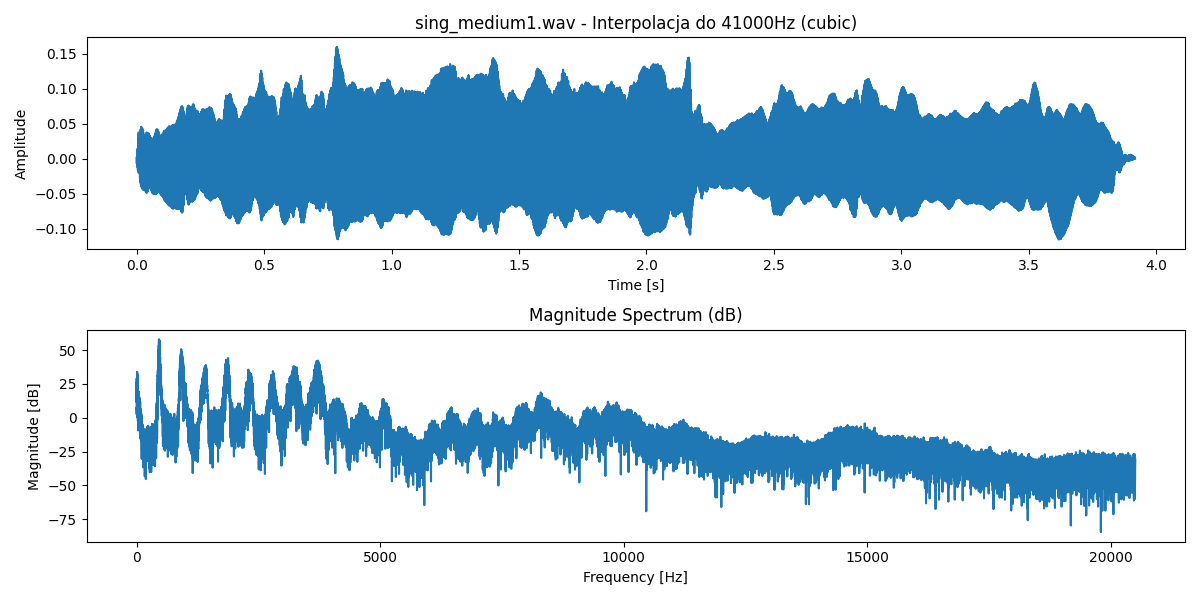 sing_medium1.wav - Interpolacja do 41000Hz (cubic)
0.15
0.10
0.05
0.00
−0.05
−0.10
Amplitude
0.0 0.5 1.0 1.5 2.0 2.5 3.0 3.5 4.0
Time [s]
Magnitude Spectrum (dB)
50
25
0
−25
−50
−75
Magnitude [dB]
0 5000 10000 15000 20000
Frequency [Hz]